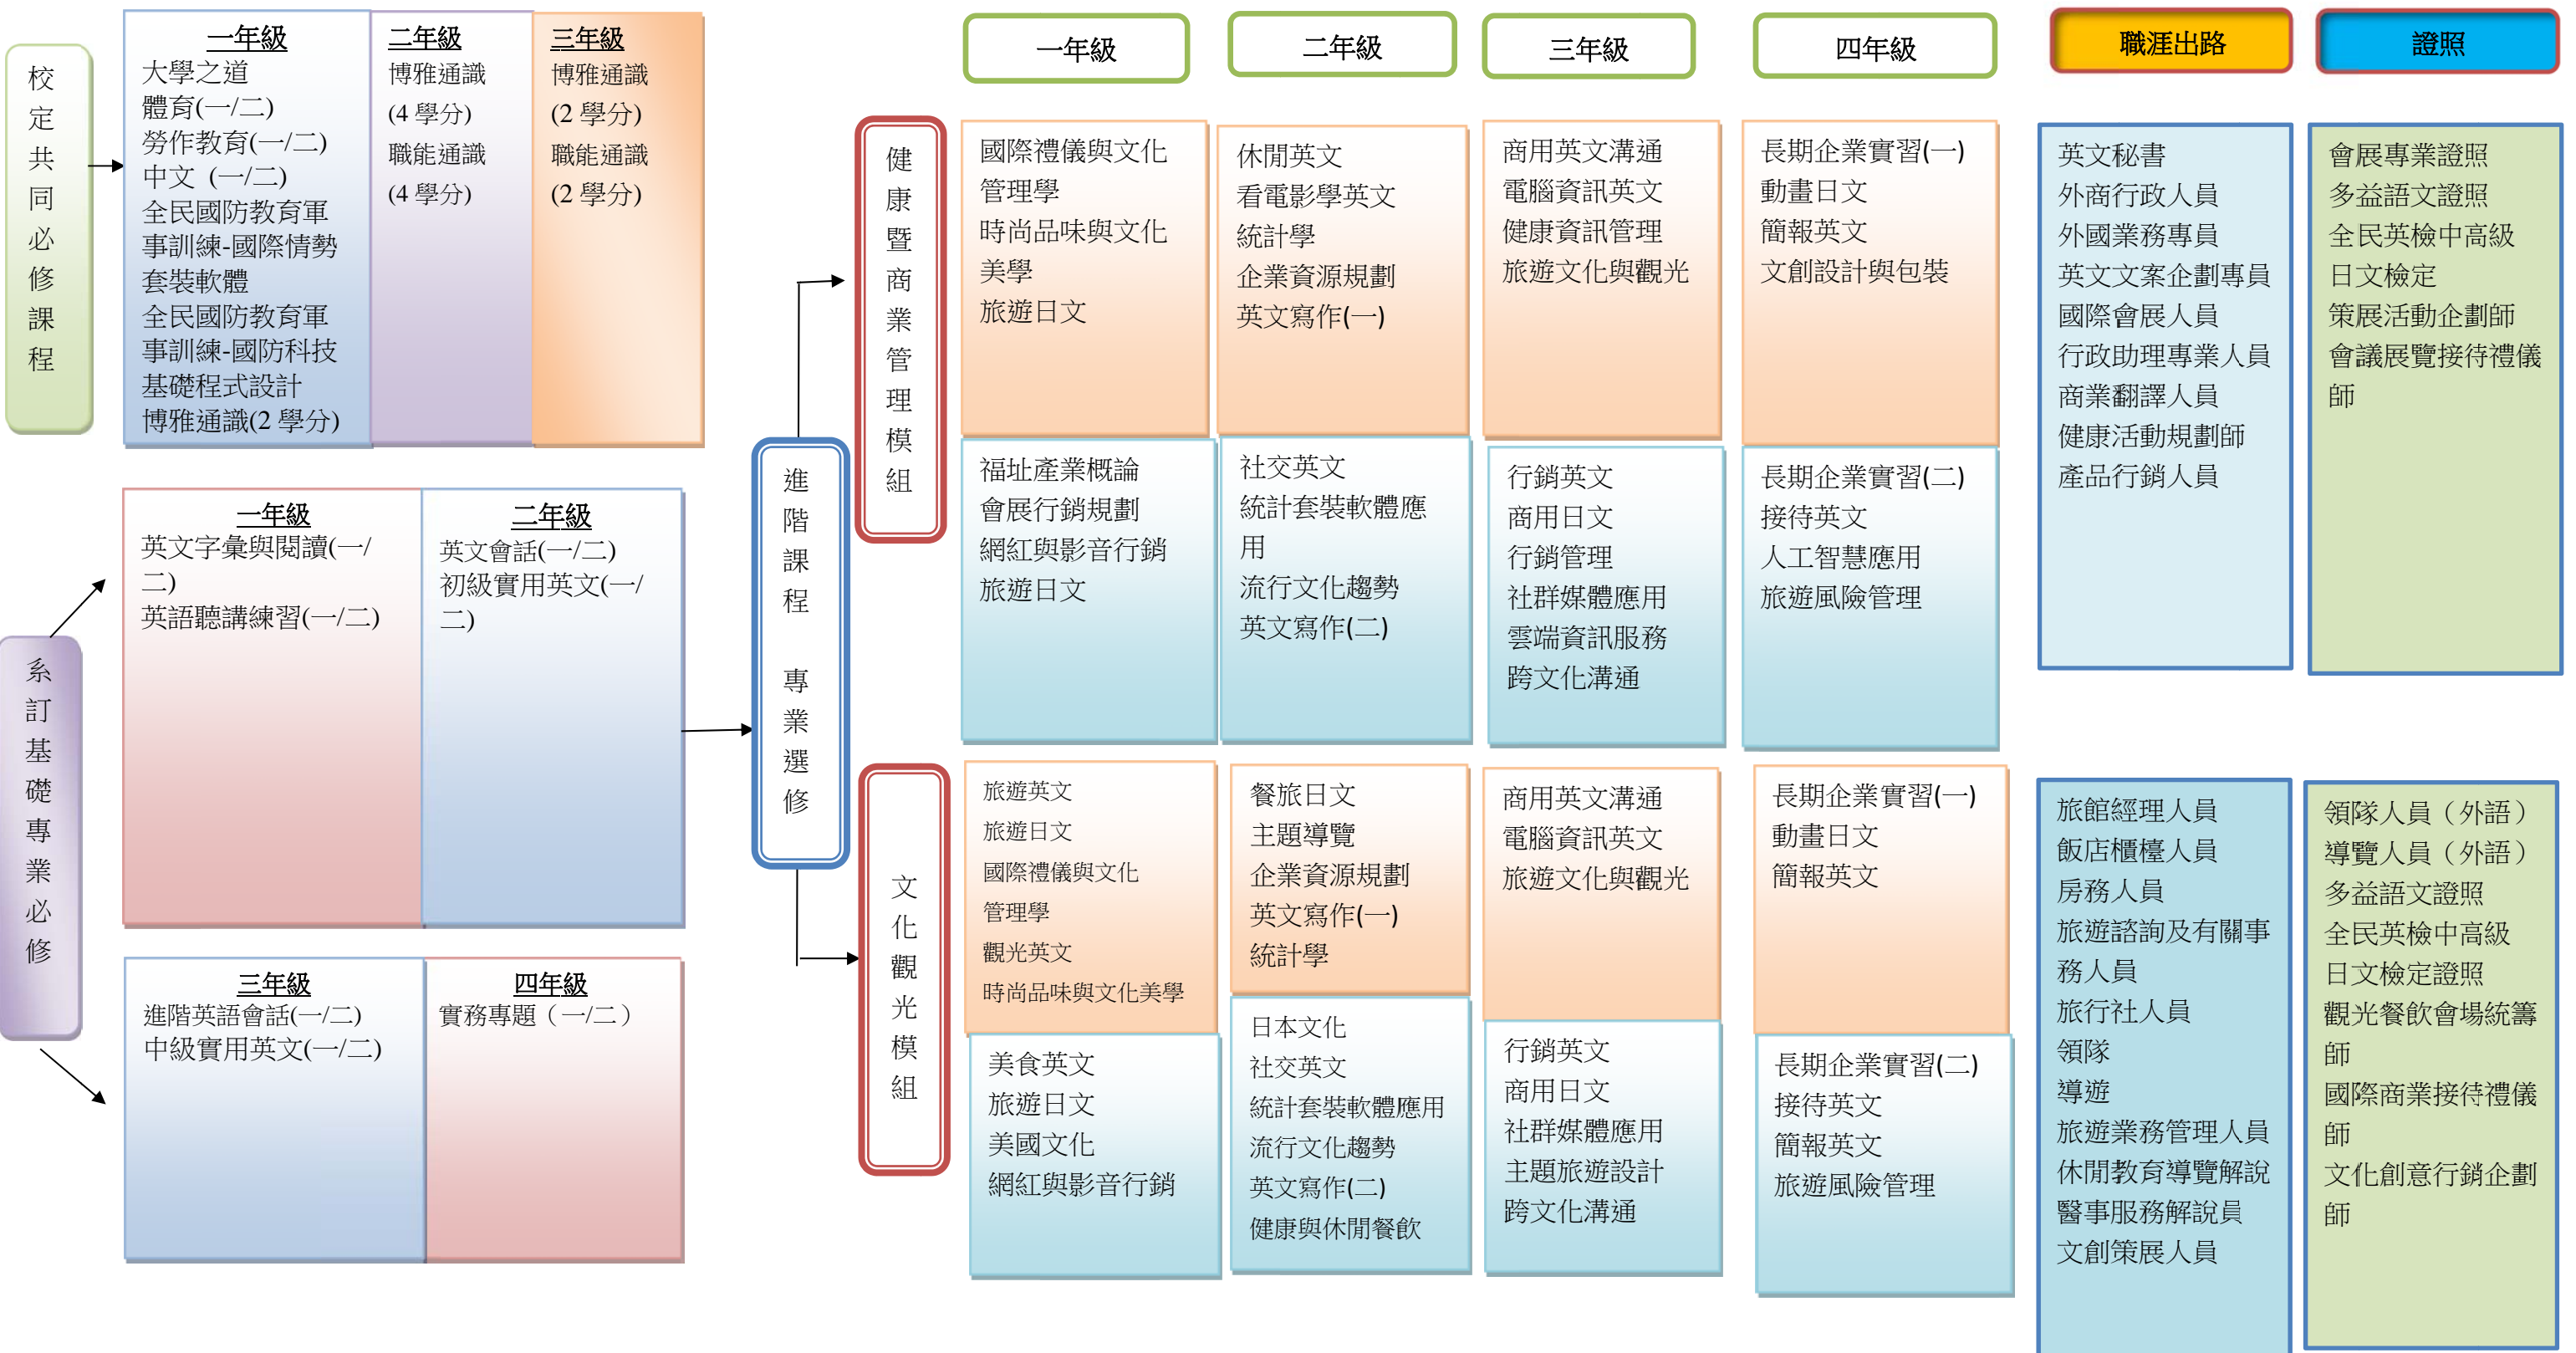 校定共同必修課程
一年級
大學之道
體育(一/二)
勞作教育(一/二)
中文 (一/二)
全民國防教育軍
事訓練-國際情勢
套裝軟體
全民國防教育軍
事訓練-國防科技
基礎程式設計
博雅通識(2 學分)
二年級
博雅通識
(4 學分)
職能通識
(4 學分)
三年級
博雅通識
(2 學分)
職能通識
(2 學分)
系訂基礎專業必修
一年級
英文字彙與閱讀(一/
二)
英語聽講練習(一/二)
二年級
英文會話(一/二)
初級實用英文(一/
二)
三年級
進階英語會話(一/二)
中級實用英文(一/二)
四年級
實務專題（一/二）
進階課程 專業選修
一年級
二年級
三年級
四年級
職涯出路
證照
健康暨商業管理模組
國際禮儀與文化
管理學
時尚品味與文化
美學
旅遊日文
休閒英文
看電影學英文
統計學
企業資源規劃
英文寫作(一)
商用英文溝通
電腦資訊英文
健康資訊管理
旅遊文化與觀光
長期企業實習(一)
動畫日文
簡報英文
文創設計與包裝
福址產業概論
會展行銷規劃
網紅與影音行銷
旅遊日文
社交英文
統計套裝軟體應
用
流行文化趨勢
英文寫作(二)
行銷英文
商用日文
行銷管理
社群媒體應用
雲端資訊服務
跨文化溝通
長期企業實習(二)
接待英文
人工智慧應用
旅遊風險管理
英文秘書
外商行政人員
外國業務專員
英文文案企劃專員
國際會展人員
行政助理專業人員
商業翻譯人員
健康活動規劃師
產品行銷人員
會展專業證照
多益語文證照
全民英檢中高級
日文檢定
策展活動企劃師
會議展覽接待禮儀
師
文化觀光模組
旅遊英文
旅遊日文
國際禮儀與文化
管理學
觀光英文
時尚品味與文化美學
餐旅日文
主題導覽
企業資源規劃
英文寫作(一)
統計學
商用英文溝通
電腦資訊英文
旅遊文化與觀光
長期企業實習(一)
動畫日文
簡報英文
美食英文
旅遊日文
美國文化
網紅與影音行銷
日本文化
社交英文
統計套裝軟體應用
流行文化趨勢
英文寫作(二)
健康與休閒餐飲
行銷英文
商用日文
社群媒體應用
主題旅遊設計
跨文化溝通
長期企業實習(二)
接待英文
簡報英文
旅遊風險管理
旅館經理人員
飯店櫃檯人員
房務人員
旅遊諮詢及有關事
務人員
旅行社人員
領隊
導遊
旅遊業務管理人員
休閒教育導覽解說
醫事服務解說員
文創策展人員
領隊人員（外語）
導覽人員（外語）
多益語文證照
全民英檢中高級
日文檢定證照
觀光餐飲會場統籌
師
國際商業接待禮儀
師
文化創意行銷企劃
師